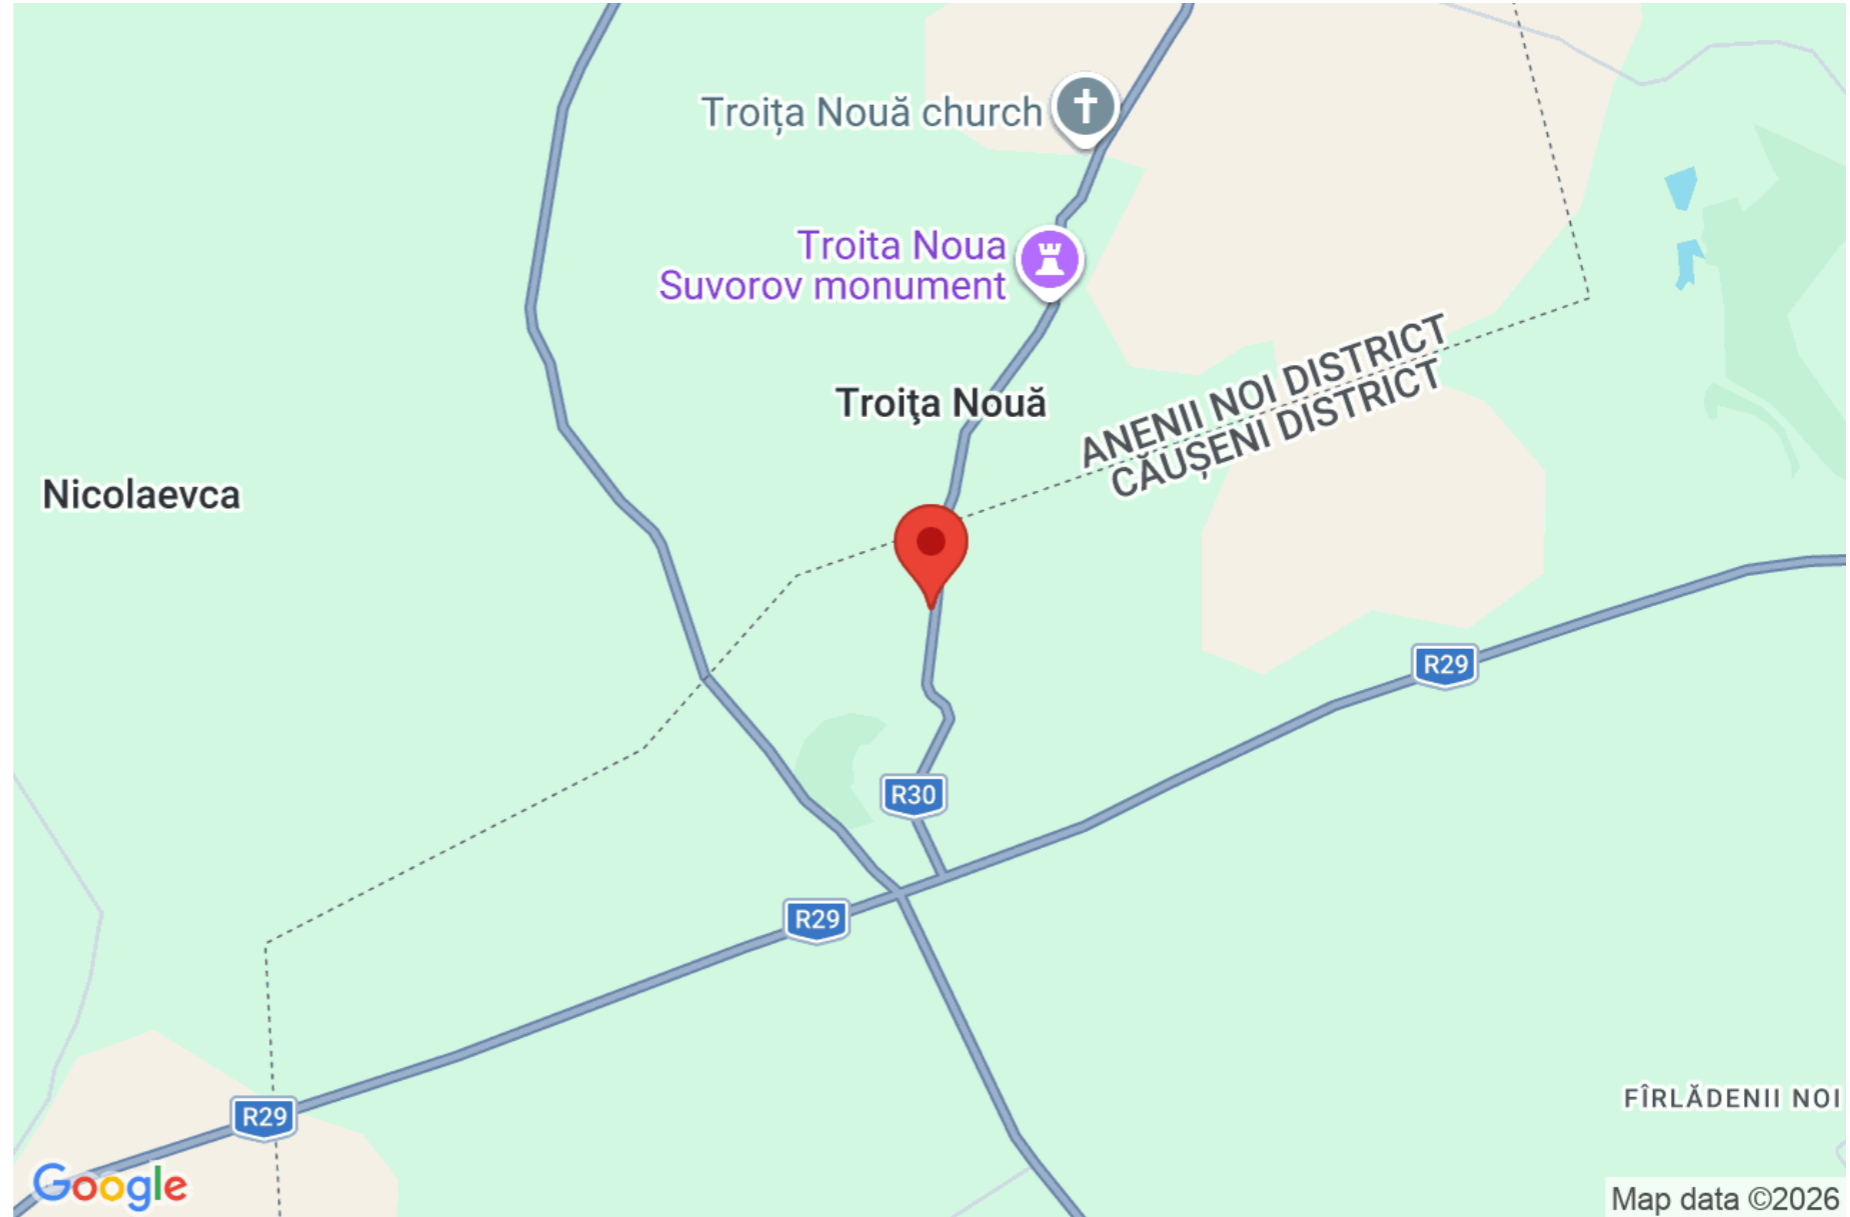 Troița Nouă church
Troita Noua
Suvorov monument
ANENII NOI DISTRICT
CĂUȘENI DISTRICT
Troiţa Nouă
Nicolaevca
R29
R30
R29
FÎRLĂDENII NOI
R29
Google
Map data ©2026